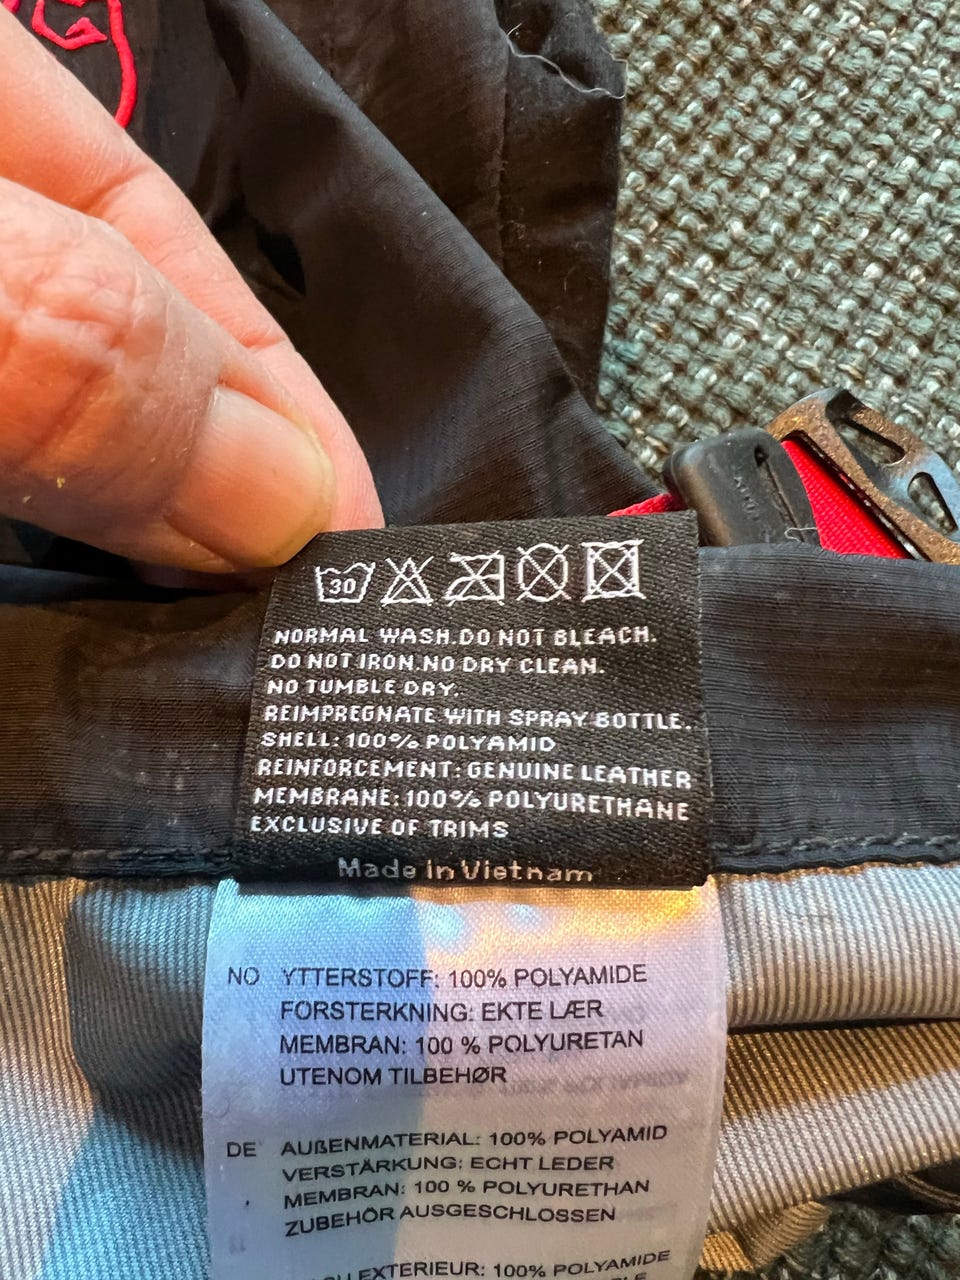 30
NORMAL WASH.DO NOT BLEACH.
DO NOT IRON.NO DRY CLEAN.
NO TUMBLE DRY.
REIMPREGNATE WITH SPRAY BOTTLE.
SHELL: 100% POLYAMID
REINFORCEMENT: GENUINE LEATHER
MEMBRANE: 100% POLYURETHANE
EXCLUSIVE OF TRIMS
Made in Vietnam
NO YTTERSTOFF: 100% POLYAMIDE
FORSTERKNING: EKTE LÆR
MEMBRAN: 100 % POLYURETAN
UTENOM TILBEHØR
DE AUßENMATERIAL: 100% POLYAMID
VERSTÄRKUNG: ECHT LEDER
MEMBRAN: 100 % POLYURETHAN
ZUBEHÖR AUSGESCHLOSSEN
EXTERIEUR: 100% POLYAMIDE